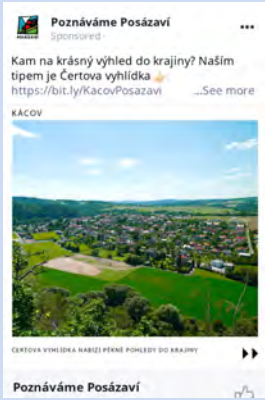 Poznáváme Posázaví
Sponsored ·
Kam na krásný výhled do krajiny? Naším
tipem je Čertova vyhlídka
https://bit.ly/KacovPosazavi ...See more
KÁCOV
ČERTOVA VYHLÍDKA NABÍZÍ PĚKNÉ POHLEDY DO KRAJINY
Poznáváme Posázaví